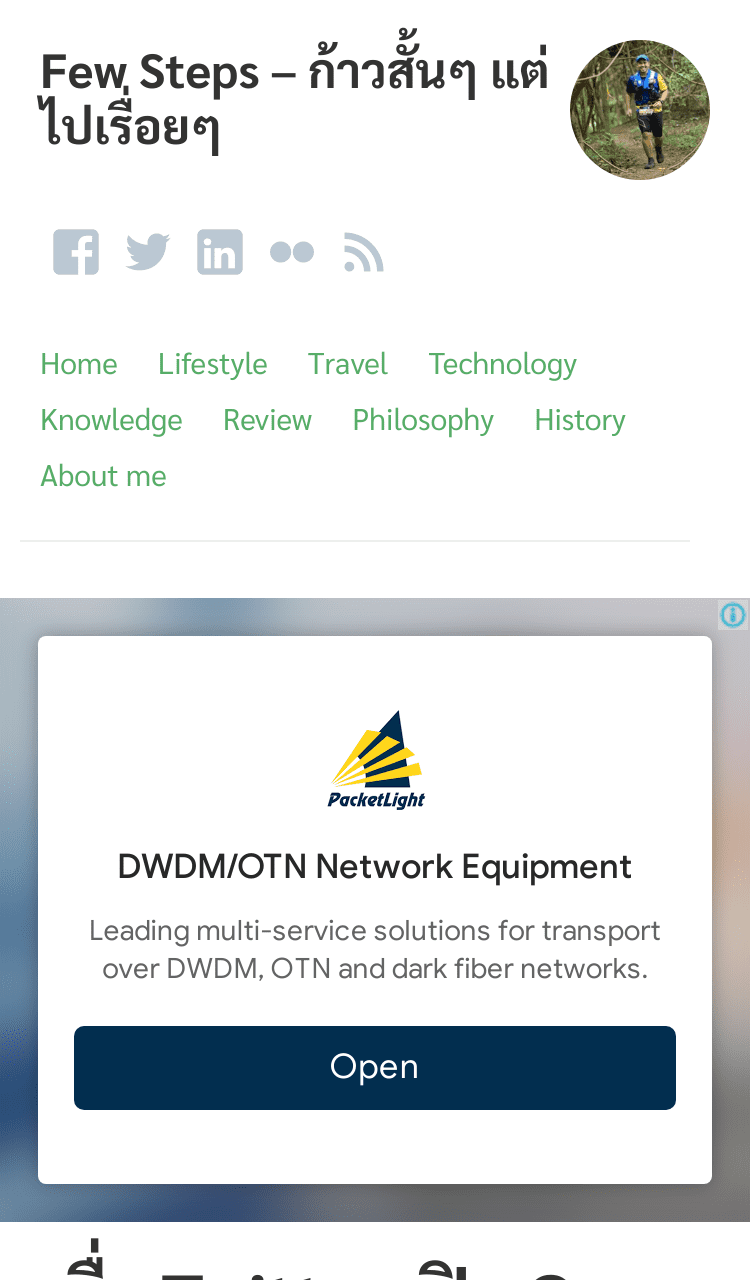 Few Steps – ก้าวสั้นๆ แต่
ไปเรื่อยๆ
Home Lifestyle Travel Technology
Knowledge Review Philosophy History
About me
PacketLight
DWDM/OTN Network Equipment
Leading multi-service solutions for transport
over DWDM, OTN and dark fiber networks.
Open